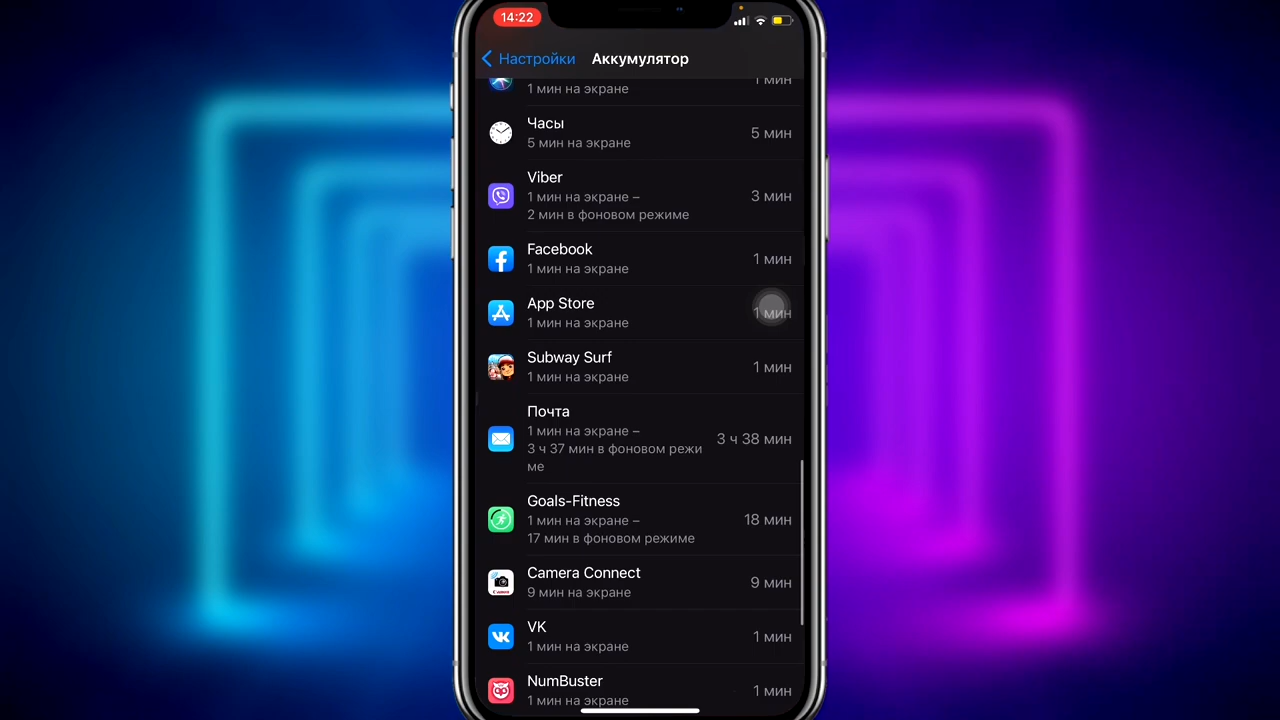 14:22
Настройки
Аккумулятор
1 мин на экране
1 мин
Часы
5 мин на экране
5 мин
Viber
1 мин на экране –
2 мин в фоновом режиме
3 мин
Facebook
1 мин на экране
1 мин
App Store
1 мин на экране
1 мин
Subway Surf
1 мин на экране
1 мин
Почта
1 мин на экране –
3 ч 37 мин в фоновом режи
ме
3 ч 38 мин
Goals-Fitness
1 мин на экране –
17 мин в фоновом режиме
18 мин
Camera Connect
9 мин на экране
9 мин
VK
1 мин на экране
1 мин
NumBuster
1 мин на экране
1 мин